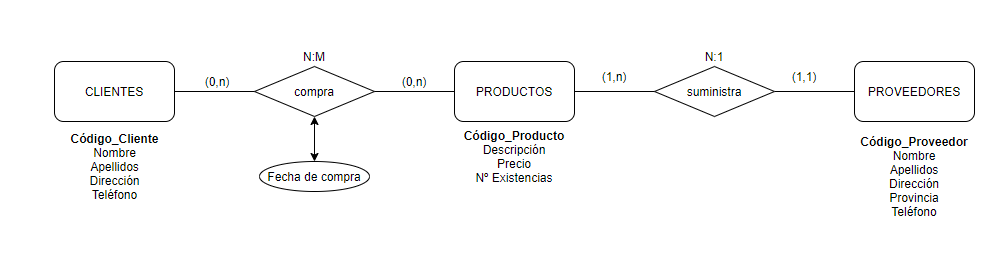 N:M
N:1
CLIENTES
(0,n)
compra
(0,n)
PRODUCTOS
(1,n)
suministra
(1,1)
PROVEEDORES
Código_Cliente
Nombre
Apellidos
Dirección
Teléfono
Fecha de compra
Código_Producto
Descripción
Precio
Nº Existencias
Código_Proveedor
Nombre
Apellidos
Dirección
Provincia
Teléfono